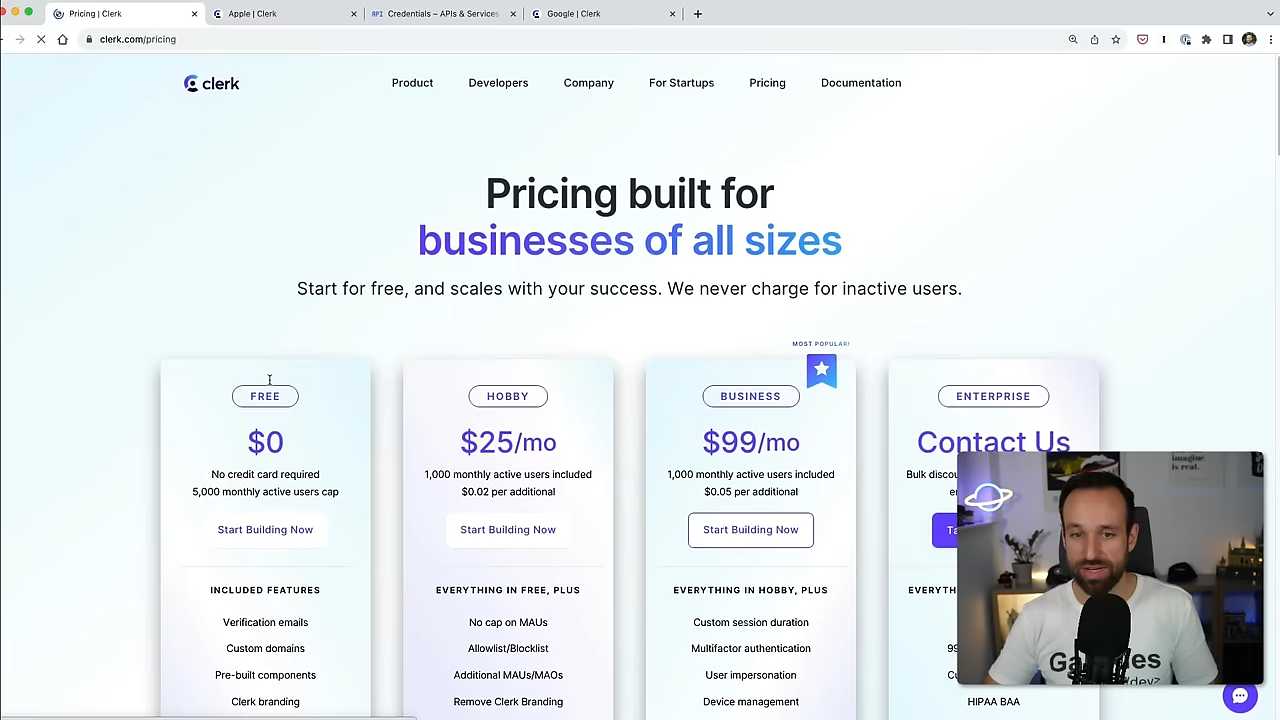 Pricing | Clerk
Apple | Clerk
API Credentials – APIs & Services
Google | Clerk
clerk.com/pricing
clerk
Product
Developers
Company
For Startups
Pricing
Documentation
Pricing built for
businesses of all sizes
Start for free, and scales with your success. We never charge for inactive users.
MOST POPULAR!
FREE
$0
No credit card required
5,000 monthly active users cap
Start Building Now
INCLUDED FEATURES
Verification emails
Custom domains
Pre-built components
Clerk branding
HOBBY
$25/mo
1,000 monthly active users included
$0.02 per additional
Start Building Now
EVERYTHING IN FREE, PLUS
No cap on MAUs
Allowlist/Blocklist
Additional MAUs/MAOs
Remove Clerk Branding
BUSINESS
$99/mo
1,000 monthly active users included
$0.05 per additional
Start Building Now
EVERYTHING IN HOBBY, PLUS
Custom session duration
Multifactor authentication
User impersonation
Device management
ENTERPRISE
Contact Us
Bulk
HIPAA BAA
imagine
is real.